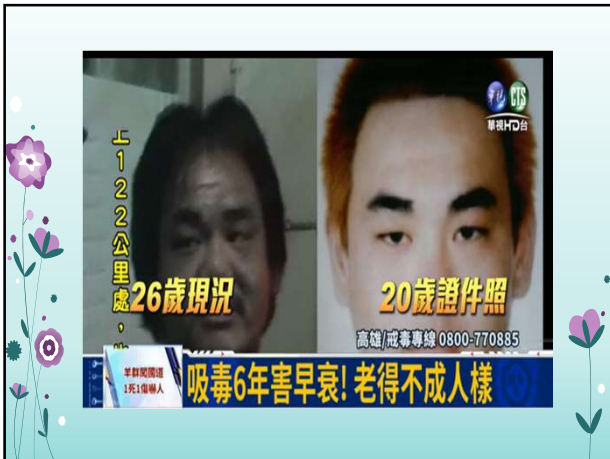 華視 CTS
華視HD台
上122公里處，
26歲現況
20歲證件照
高雄/戒毒專線 0800-770885
羊群闖國道
1死1傷嚇人
吸毒6年害早衰! 老得不成人樣